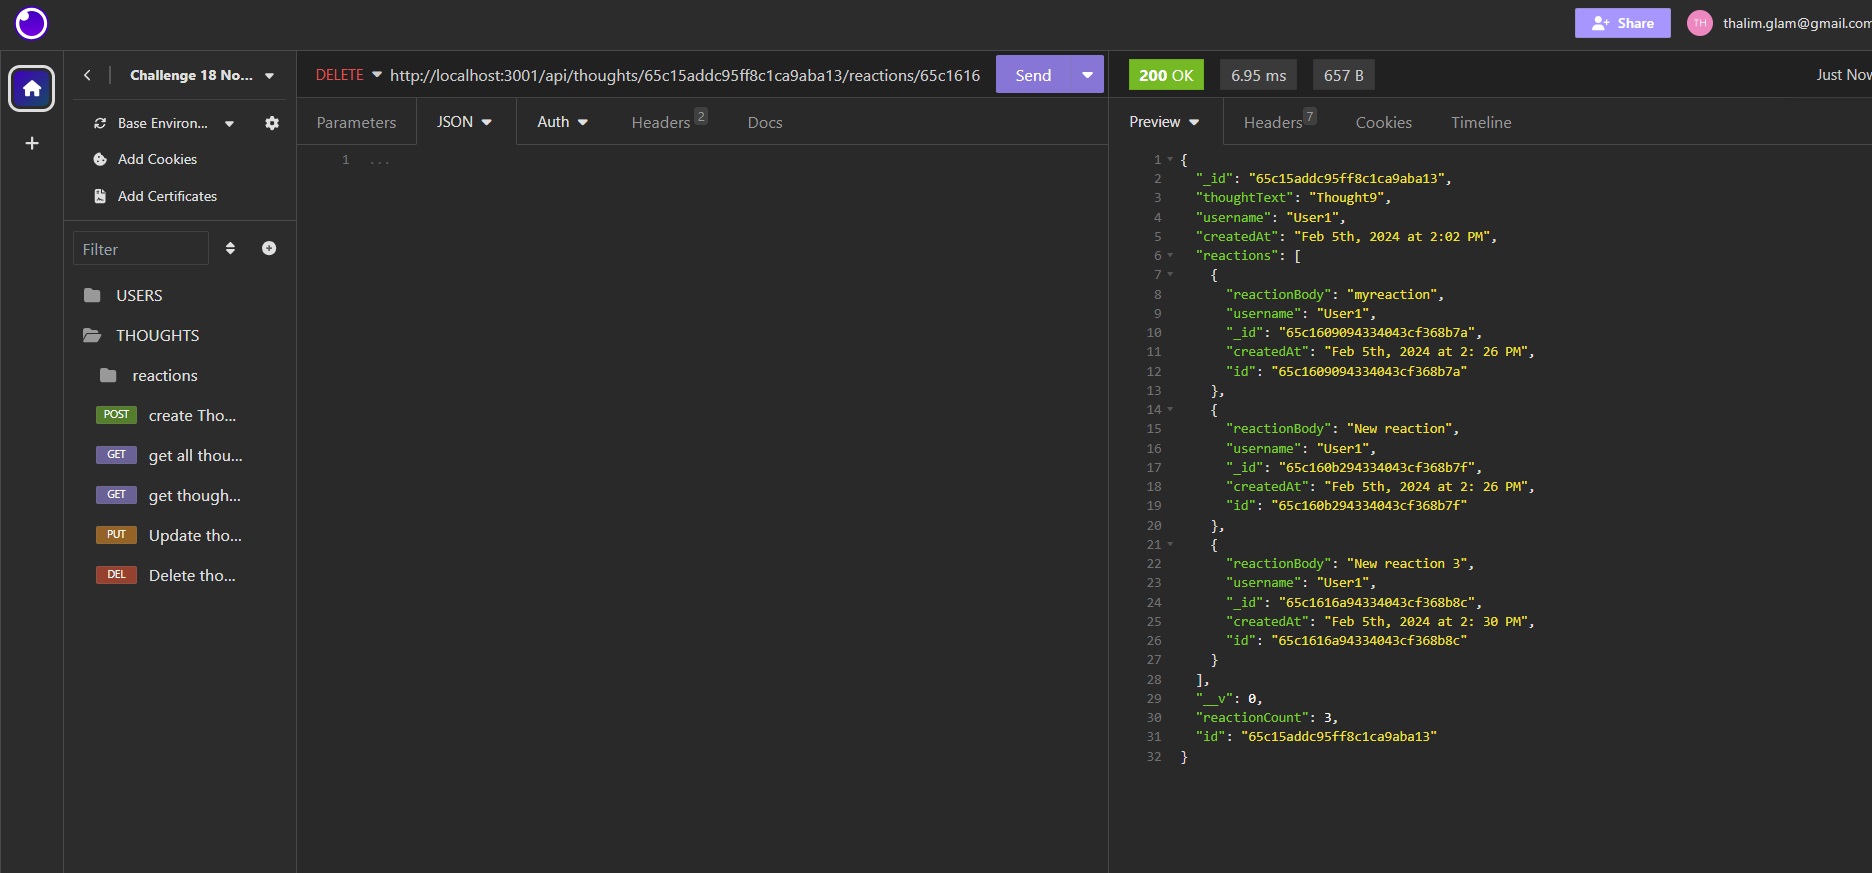 Share
TH
thalim.glam@gmail.com
Challenge 18 No...
DELETE http://localhost:3001/api/thoughts/65c15addc95ff8c1ca9aba13/reactions/65c1616
Send
200 OK
6.95 ms
657 B
Just Now
Base Environ...
Add Cookies
Add Certificates
Filter
USERS
THOUGHTS
reactions
POST create Tho...
GET get all thou...
GET get though...
PUT Update tho...
DEL Delete tho...
Parameters
JSON
Auth
Headers 2
Docs
1 ...
Preview
Headers 7
Cookies
Timeline
1 {
2 "_id": "65c15addc95ff8c1ca9aba13",
3 "thoughtText": "Thought9",
4 "username": "User1",
5 "createdAt": "Feb 5th, 2024 at 2:02 PM",
6 "reactions": [
7 {
8 "reactionBody": "myreaction",
9 "username": "User1",
10 "_id": "65c1609094334043cf368b7a",
11 "createdAt": "Feb 5th, 2024 at 2: 26 PM",
12 "id": "65c1609094334043cf368b7a"
13 },
14 {
15 "reactionBody": "New reaction",
16 "username": "User1",
17 "_id": "65c160b294334043cf368b7f",
18 "createdAt": "Feb 5th, 2024 at 2: 26 PM",
19 "id": "65c160b294334043cf368b7f"
20 },
21 {
22 "reactionBody": "New reaction 3",
23 "username": "User1",
24 "_id": "65c1616a94334043cf368b8c",
25 "createdAt": "Feb 5th, 2024 at 2: 30 PM",
26 "id": "65c1616a94334043cf368b8c"
27 }
28 ],
29 "__v": 0,
30 "reactionCount": 3,
31 "id": "65c15addc95ff8c1ca9aba13"
32 }